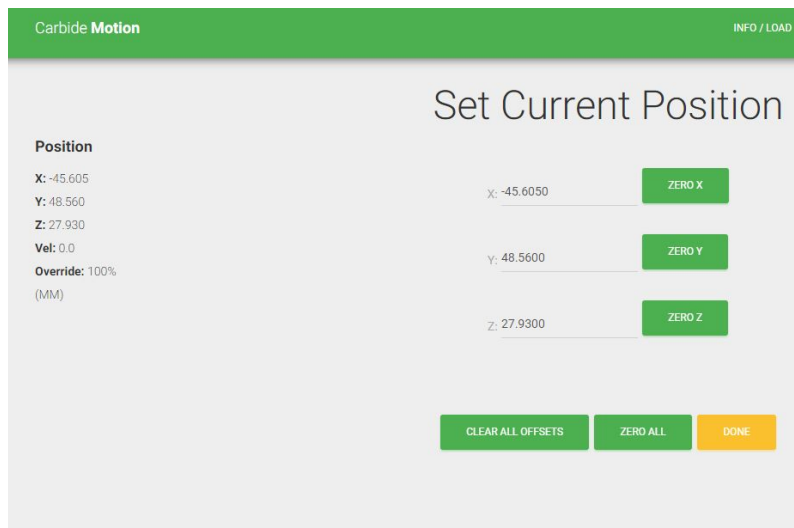 Carbide Motion
INFO / LOAD
Set Current Position
Position
X: -45.605
Y: 48.560
Z: 27.930
Vel: 0.0
Override: 100%
(MM)
X: -45.6050
ZERO X
Y: 48.5600
ZERO Y
Z: 27.9300
ZERO Z
CLEAR ALL OFFSETS
ZERO ALL
DONE